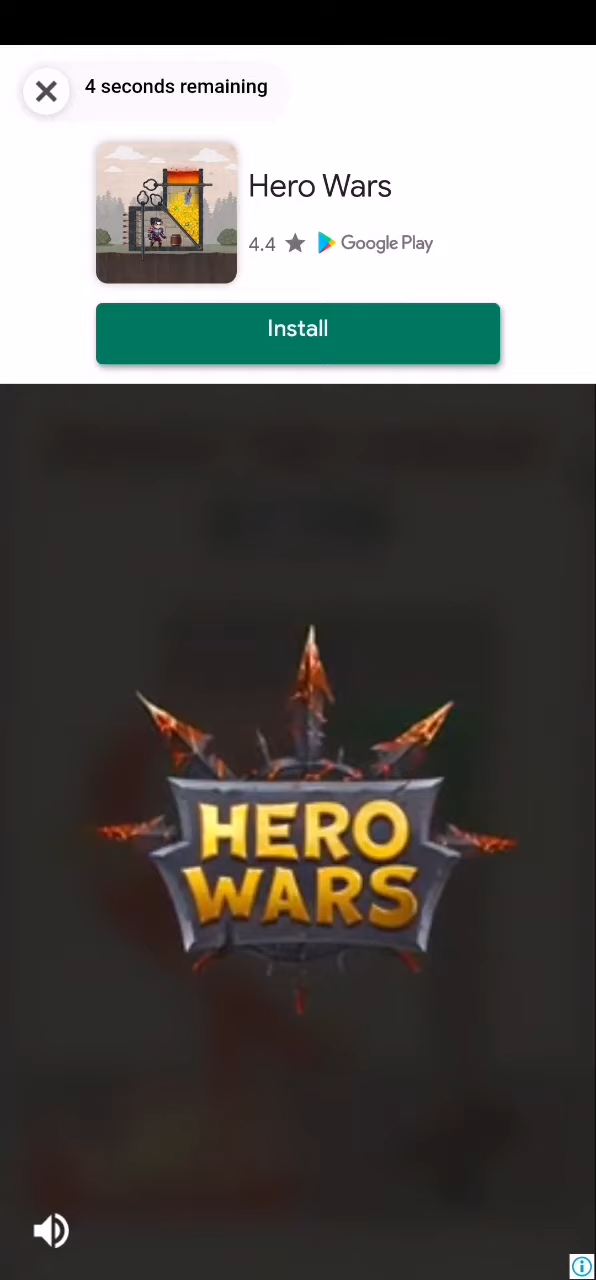 4 seconds remaining
Hero Wars
4.4 ★ Google Play
Install
HERO
WARS